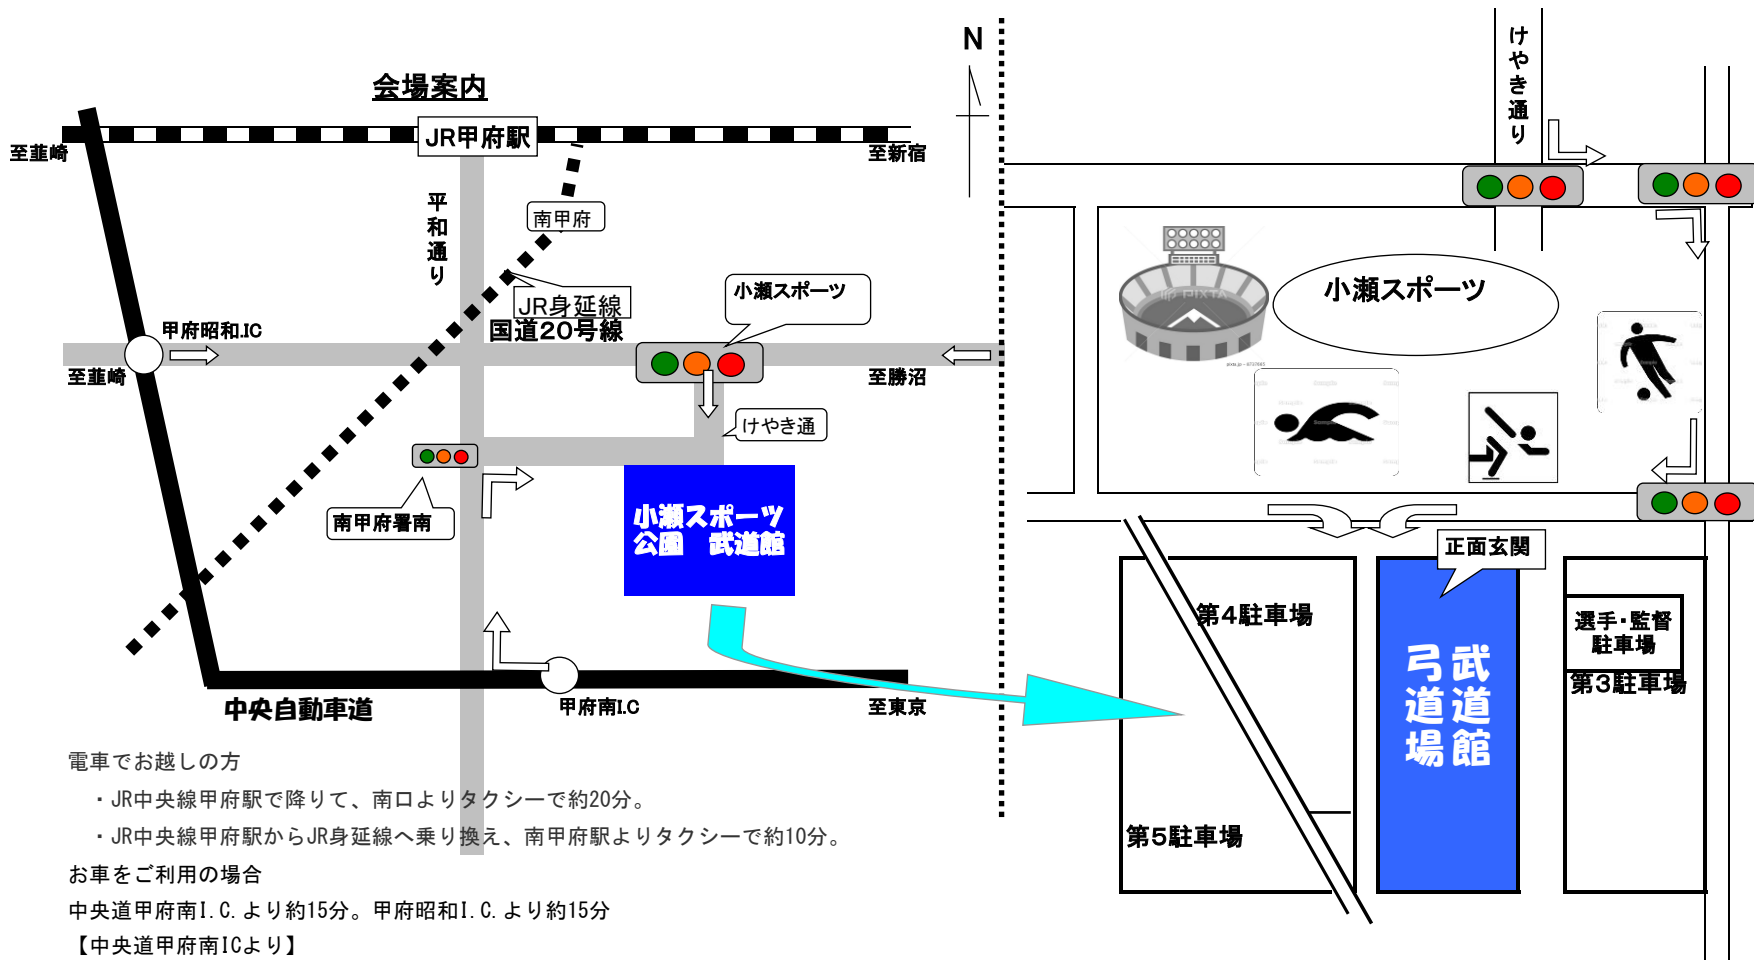 会場案内
N
JR甲府駅
至韮崎
至新宿
平和通り
南甲府
JR身延線
国道20号線
小瀬スポーツ
甲府昭和.IC
至韮崎
至勝沼
けやき通
南甲府署南
小瀬スポーツ
公園 武道館
中央自動車道
甲府南I.C
至東京
電車でお越しの方
・JR中央線甲府駅で降りて、南口よりタクシーで約20分。
・JR中央線甲府駅からJR身延線へ乗り換え、南甲府駅よりタクシーで約10分。
お車をご利用の場合
中央道甲府南I.C.より約15分。甲府昭和I.C.より約15分
【中央道甲府南ICより】
けやき通り
小瀬スポーツ
PIXTA
正面玄関
第4駐車場
第5駐車場
武道館
弓道場
選手・監督
駐車場
第3駐車場